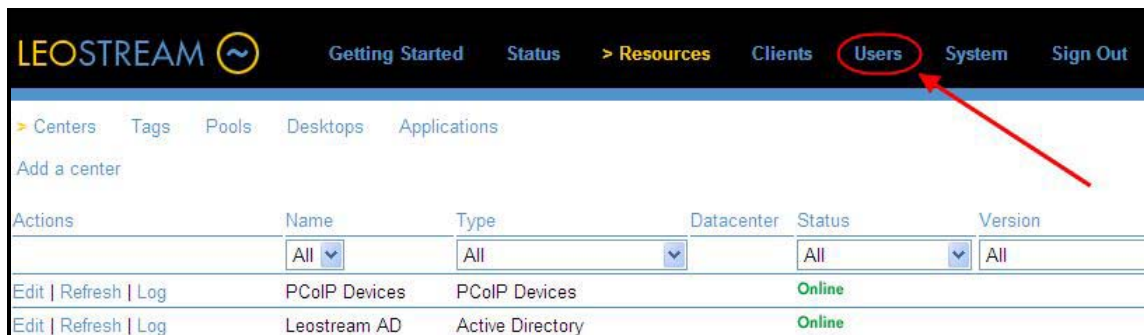 LEOSTREAM Getting Started Status > Resources Clients Users System Sign Out
> Centers Tags Pools Desktops Applications
Add a center
Actions Name Type Datacenter Status Version
All All All All
Edit | Refresh | Log PCoIP Devices PCoIP Devices Online
Edit | Refresh | Log Leostream AD Active Directory Online